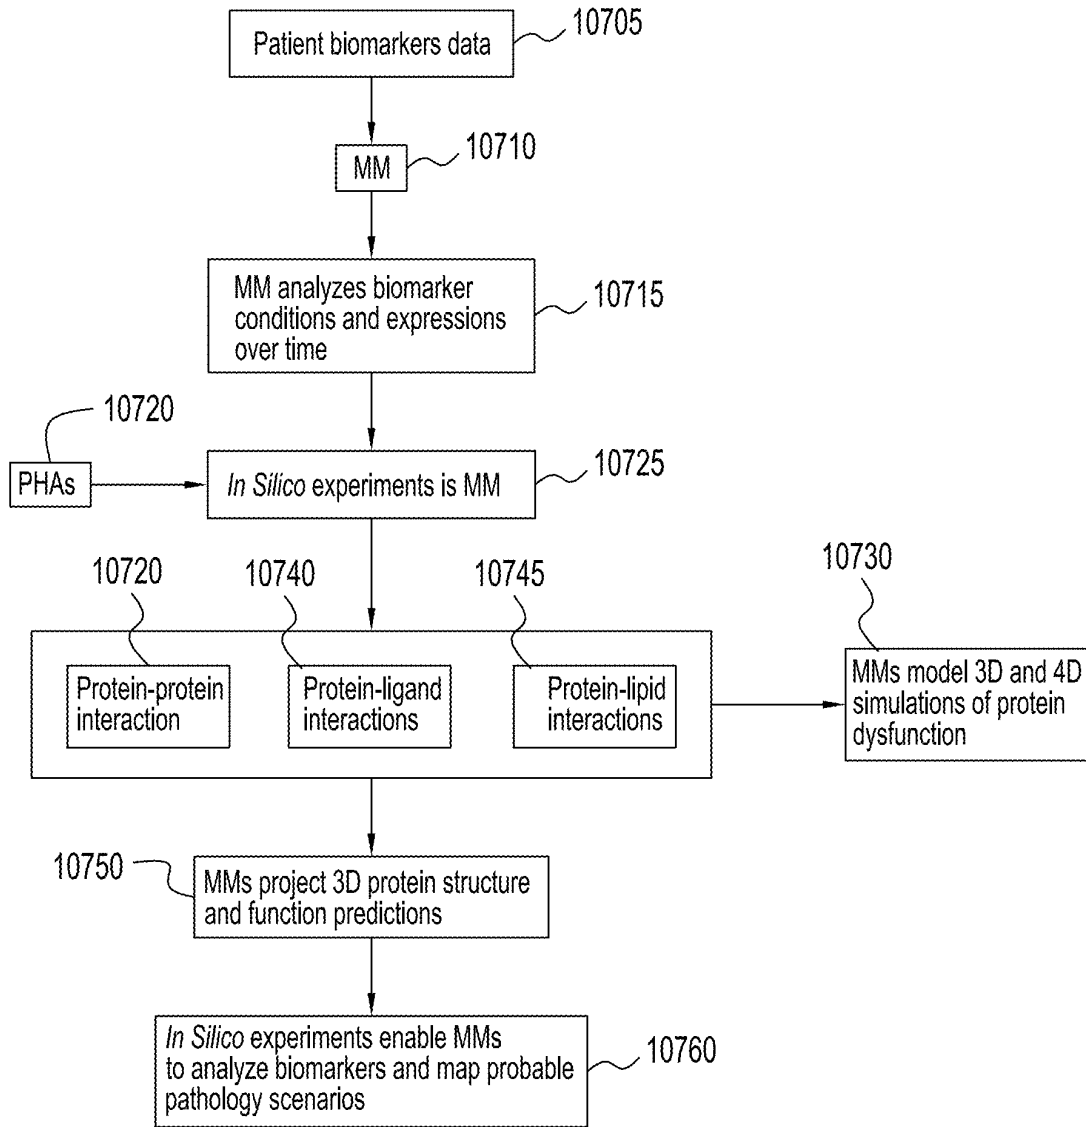 Patient biomarkers data
10705
MM
10710
MM analyzes biomarker
conditions and expressions
over time
10715
10720
PHAs
In Silico experiments is MM
10725
10720
10740
10745
10730
Protein-protein
interaction
Protein-ligand
interactions
Protein-lipid
interactions
MMs model 3D and 4D
simulations of protein
dysfunction
10750
MMs project 3D protein structure
and function predictions
In Silico experiments enable MMs
to analyze biomarkers and map probable
pathology scenarios
10760